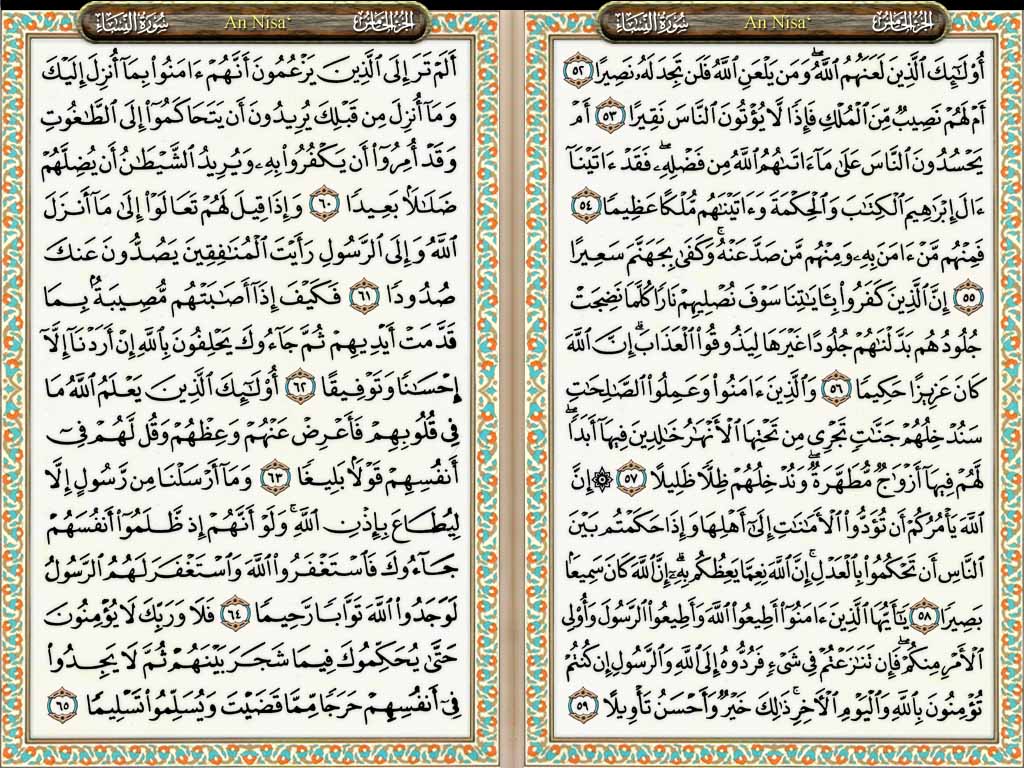 سُورَةُ النِّسَاءِ An Nisa` الجزء الخامس
أُوْلَٰٓئِكَ ٱلَّذِينَ لَعَنَهُمُ ٱللَّهُۖ وَمَن يَلْعَنِ ٱللَّهُ فَلَن تَجِدَ لَهُۥ نَصِيرًا ٥٢
أَمْ لَهُمْ نَصِيبٌ مِّنَ ٱلْمُلْكِ فَإِذًا لَّا يُؤْتُونَ ٱلنَّاسَ نَقِيرًا ٥٣ أَمْ
يَحْسُدُونَ ٱلنَّاسَ عَلَىٰ مَآ ءَاتَىٰهُمُ ٱللَّهُ مِن فَضْلِهِۦۖ فَقَدْ ءَاتَيْنَآ
ءَالَ إِبْرَٰهِيمَ ٱلْكِتَٰبَ وَٱلْحِكْمَةَ وَءَاتَيْنَٰهُم مُّلْكًا عَظِيمًا ٥٤
فَمِنْهُم مَّنْ ءَامَنَ بِهِۦ وَمِنْهُم مَّن صَدَّ عَنْهُۚ وَكَفَىٰ بِجَهَنَّمَ سَعِيرًا
٥٥ إِنَّ ٱلَّذِينَ كَفَرُوا۟ بِـَٔايَٰتِنَا سَوْفَ نُصْلِيهِمْ نَارًا كُلَّمَا نَضِجَتْ
جُلُودُهُم بَدَّلْنَٰهُمْ جُلُودًا غَيْرَهَا لِيَذُوقُوا۟ ٱلْعَذَابَۗ إِنَّ ٱللَّهَ
كَانَ عَزِيزًا حَكِيمًا ٥٦ وَٱلَّذِينَ ءَامَنُوا۟ وَعَمِلُوا۟ ٱلصَّٰلِحَٰتِ
سَنُدْخِلُهُمْ جَنَّٰتٍ تَجْرِى مِن تَحْتِهَا ٱلْأَنْهَٰرُ خَٰلِدِينَ فِيهَآ أَبَدًاۖ
لَّهُمْ فِيهَآ أَزْوَٰجٌ مُّطَهَّرَةٌۖ وَنُدْخِلُهُمْ ظِلًّا ظَلِيلًا ٥٧ ۞ إِنَّ
ٱللَّهَ يَأْمُرُكُمْ أَن تُؤَدُّوا۟ ٱلْأَمَٰنَٰتِ إِلَىٰٓ أَهْلِهَا وَإِذَا حَكَمْتُم بَيْنَ
ٱلنَّاسِ أَن تَحْكُمُوا۟ بِٱلْعَدْلِۚ إِنَّ ٱللَّهَ نِعِمَّا يَعِظُكُم بِهِۦٓۗ إِنَّ ٱللَّهَ كَانَ سَمِيعًۢا
بَصِيرًا ٥٨ يَٰٓأَيُّهَا ٱلَّذِينَ ءَامَنُوٓا۟ أَطِيعُوا۟ ٱللَّهَ وَأَطِيعُوا۟ ٱلرَّسُولَ وَأُو۟لِى
ٱلْأَمْرِ مِنكُمْۖ فَإِن تَنَٰزَعْتُمْ فِى شَىْءٍ فَرُدُّوهُ إِلَى ٱللَّهِ وَٱلرَّسُولِ إِن كُنتُمْ
تُؤْمِنُونَ بِٱللَّهِ وَٱلْيَوْمِ ٱلْأٓخِرِۚ ذَٰلِكَ خَيْرٌ وَأَحْسَنُ تَأْوِيلًا ٥٩
سُورَةُ النِّسَاءِ An Nisa` الجزء الخامس
أَلَمْ تَرَ إِلَى ٱلَّذِينَ يَزْعُمُونَ أَنَّهُمْ ءَامَنُوا۟ بِمَآ أُنزِلَ إِلَيْكَ
وَمَآ أُنزِلَ مِن قَبْلِكَ يُرِيدُونَ أَن يَتَحَاكَمُوٓا۟ إِلَى ٱلطَّٰغُوتِ
وَقَدْ أُمِرُوٓا۟ أَن يَكْفُرُوا۟ بِهِۦ وَيُرِيدُ ٱلشَّيْطَٰنُ أَن يُضِلَّهُمْ
ضَلَٰلًۢا بَعِيدًا ٦٠ وَإِذَا قِيلَ لَهُمْ تَعَالَوْا۟ إِلَىٰ مَآ أَنزَلَ
ٱللَّهُ وَإِلَى ٱلرَّسُولِ رَأَيْتَ ٱلْمُنَٰفِقِينَ يَصُدُّونَ عَنكَ
صُدُودًا ٦١ فَكَيْفَ إِذَآ أَصَٰبَتْهُم مُّصِيبَةٌۢ بِمَا
قَدَّمَتْ أَيْدِيهِمْ ثُمَّ جَآءُوكَ يَحْلِفُونَ بِٱللَّهِ إِنْ أَرَدْنَآ إِلَّآ
إِحْسَٰنًا وَتَوْفِيقًا ٦٢ أُو۟لَٰٓئِكَ ٱلَّذِينَ يَعْلَمُ ٱللَّهُ مَا
فِى قُلُوبِهِمْ فَأَعْرِضْ عَنْهُمْ وَعِظْهُمْ وَقُل لَّهُمْ فِىٓ
أَنفُسِهِمْ قَوْلًۢا بَلِيغًا ٦٣ وَمَآ أَرْسَلْنَا مِن رَّسُولٍ إِلَّا
لِيُطَاعَ بِإِذْنِ ٱللَّهِۚ وَلَوْ أَنَّهُمْ إِذ ظَّلَمُوٓا۟ أَنفُسَهُمْ
جَآءُوكَ فَٱسْتَغْفَرُوا۟ ٱللَّهَ وَٱسْتَغْفَرَ لَهُمُ ٱلرَّسُولُ
لَوَجَدُوا۟ ٱللَّهَ تَوَّابًا رَّحِيمًا ٦٤ فَلَا وَرَبِّكَ لَا يُؤْمِنُونَ
حَتَّىٰ يُحَكِّمُوكَ فِيمَا شَجَرَ بَيْنَهُمْ ثُمَّ لَا يَجِدُوا۟
فِىٓ أَنفُسِهِمْ حَرَجًا مِّمَّا قَضَيْتَ وَيُسَلِّمُوا۟ تَسْلِيمًا ٦٥